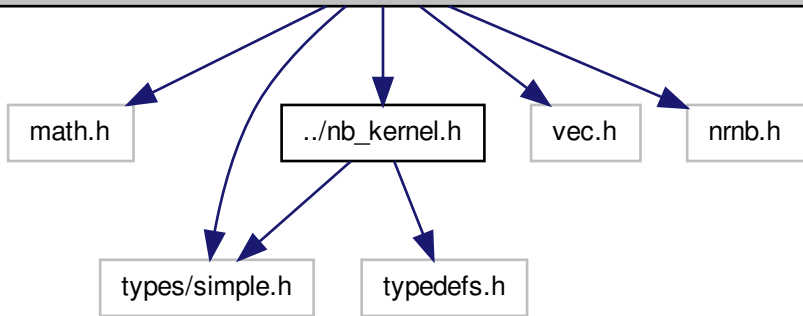 math.h
../nb_kernel.h
vec.h
nrnb.h
types/simple.h
typedefs.h